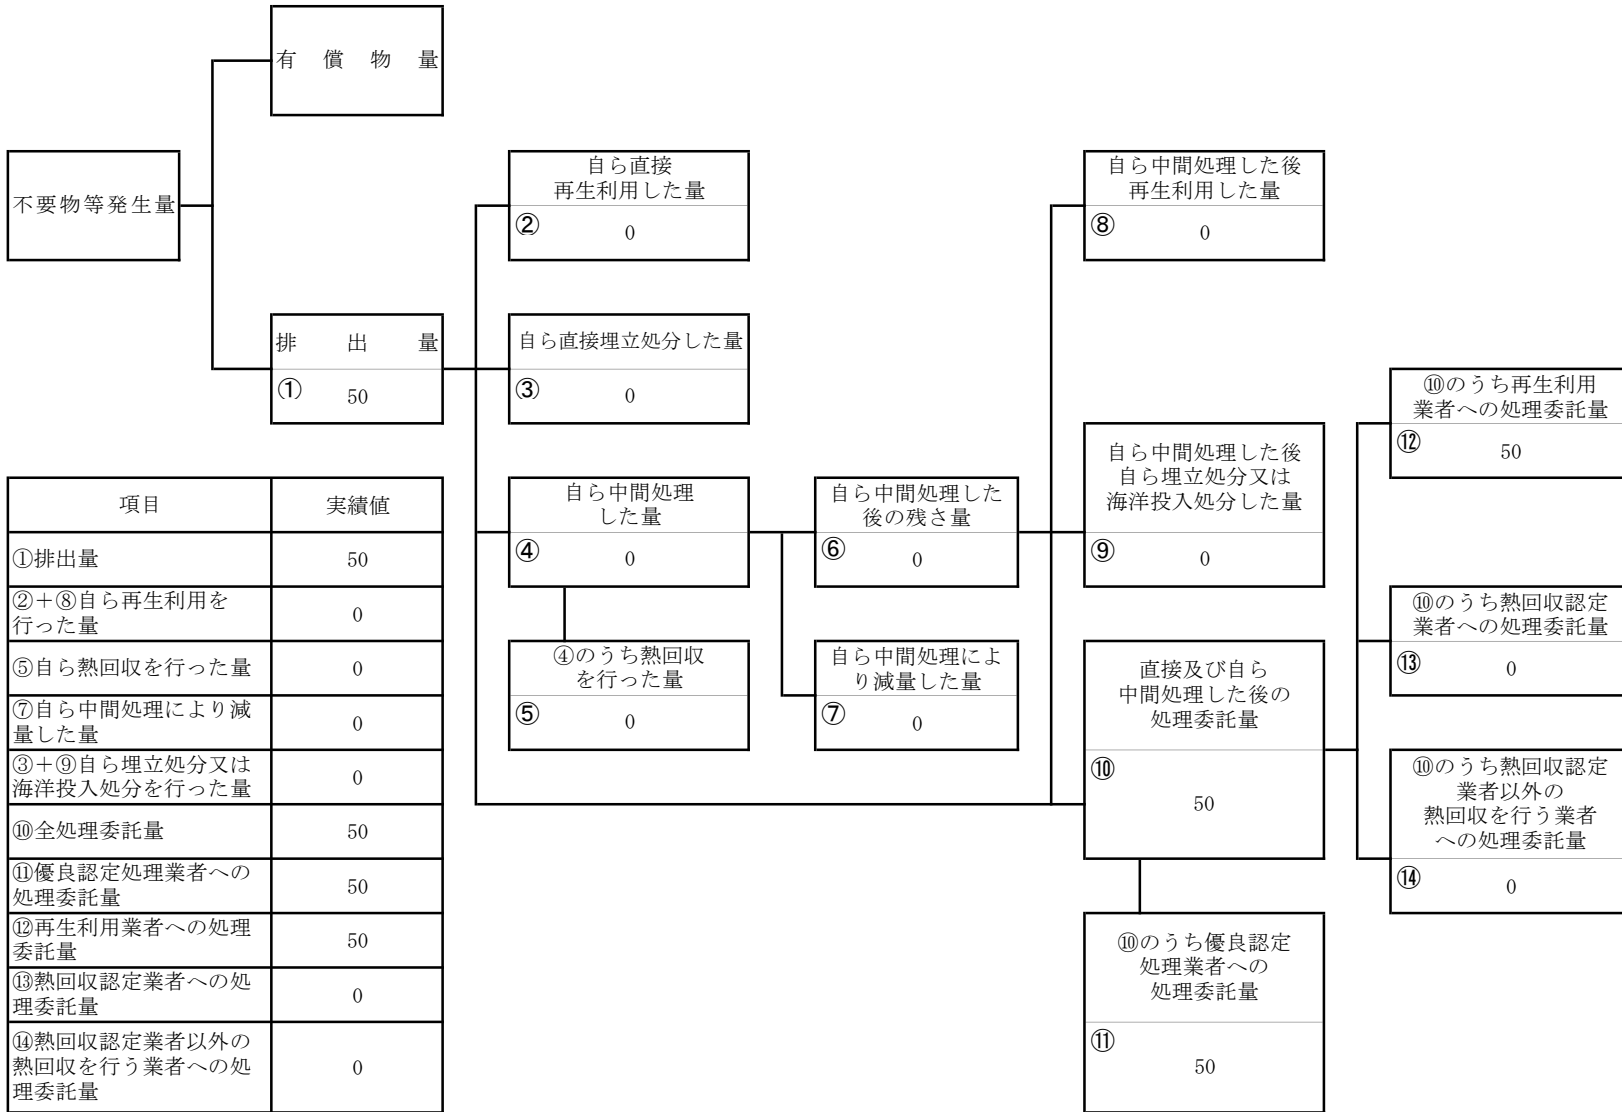 有償物量
不要物等発生量
排出量
① 50
自ら直接
再生利用した量
② 0
自ら直接埋立処分した量
③ 0
自ら中間処理
した量
④ 0
④のうち熱回収
を行った量
⑤ 0
自ら中間処理した
後の残さ量
⑥ 0
自ら中間処理によ
り減量した量
⑦ 0
自ら中間処理した後
再生利用した量
⑧ 0
自ら中間処理した後
自ら埋立処分又は
海洋投入処分した量
⑨ 0
直接及び自ら
中間処理した後の
処理委託量
⑩
50
⑩のうち優良認定
処理業者への
処理委託量
⑪
50
⑩のうち再生利用
業者への処理委託量
⑫ 50
⑩のうち熱回収認定
業者への処理委託量
⑬ 0
⑩のうち熱回収認定
業者以外の
熱回収を行う業者
への処理委託量
⑭ 0
項目 実績値
①排出量 50
②+⑧自ら再生利用を
行った量 0
⑤自ら熱回収を行った量 0
⑦自ら中間処理により減
量した量 0
③+⑨自ら埋立処分又は
海洋投入処分を行った量 0
⑩全処理委託量 50
⑪優良認定処理業者への
処理委託量 50
⑫再生利用業者への処理
委託量 50
⑬熱回収認定業者への処
理委託量 0
⑭熱回収認定業者以外の
熱回収を行う業者への処
理委託量 0